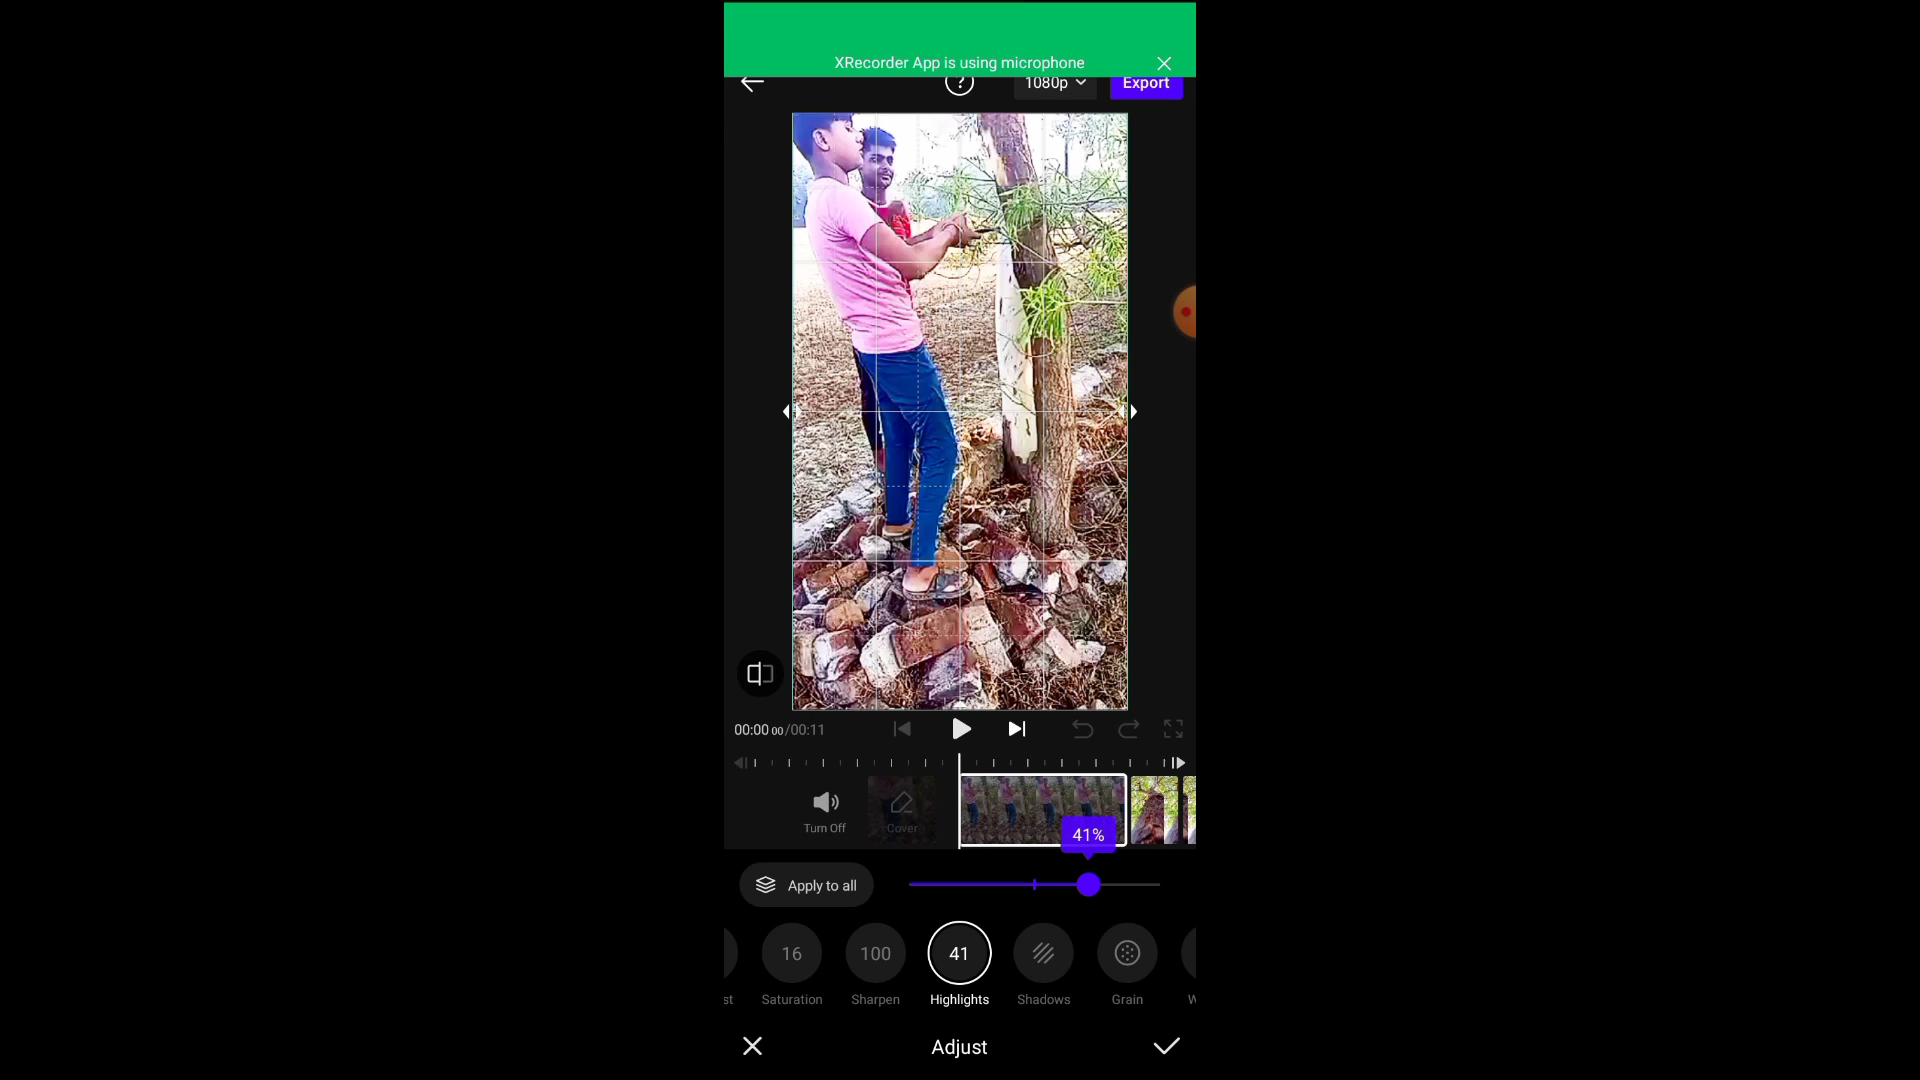 XRecorder App is using microphone
? 1080p Export
00:00 00/00:11
Turn Off
Cover
41%
Apply to all
16 100 41
st Saturation Sharpen Highlights Shadows Grain
Adjust